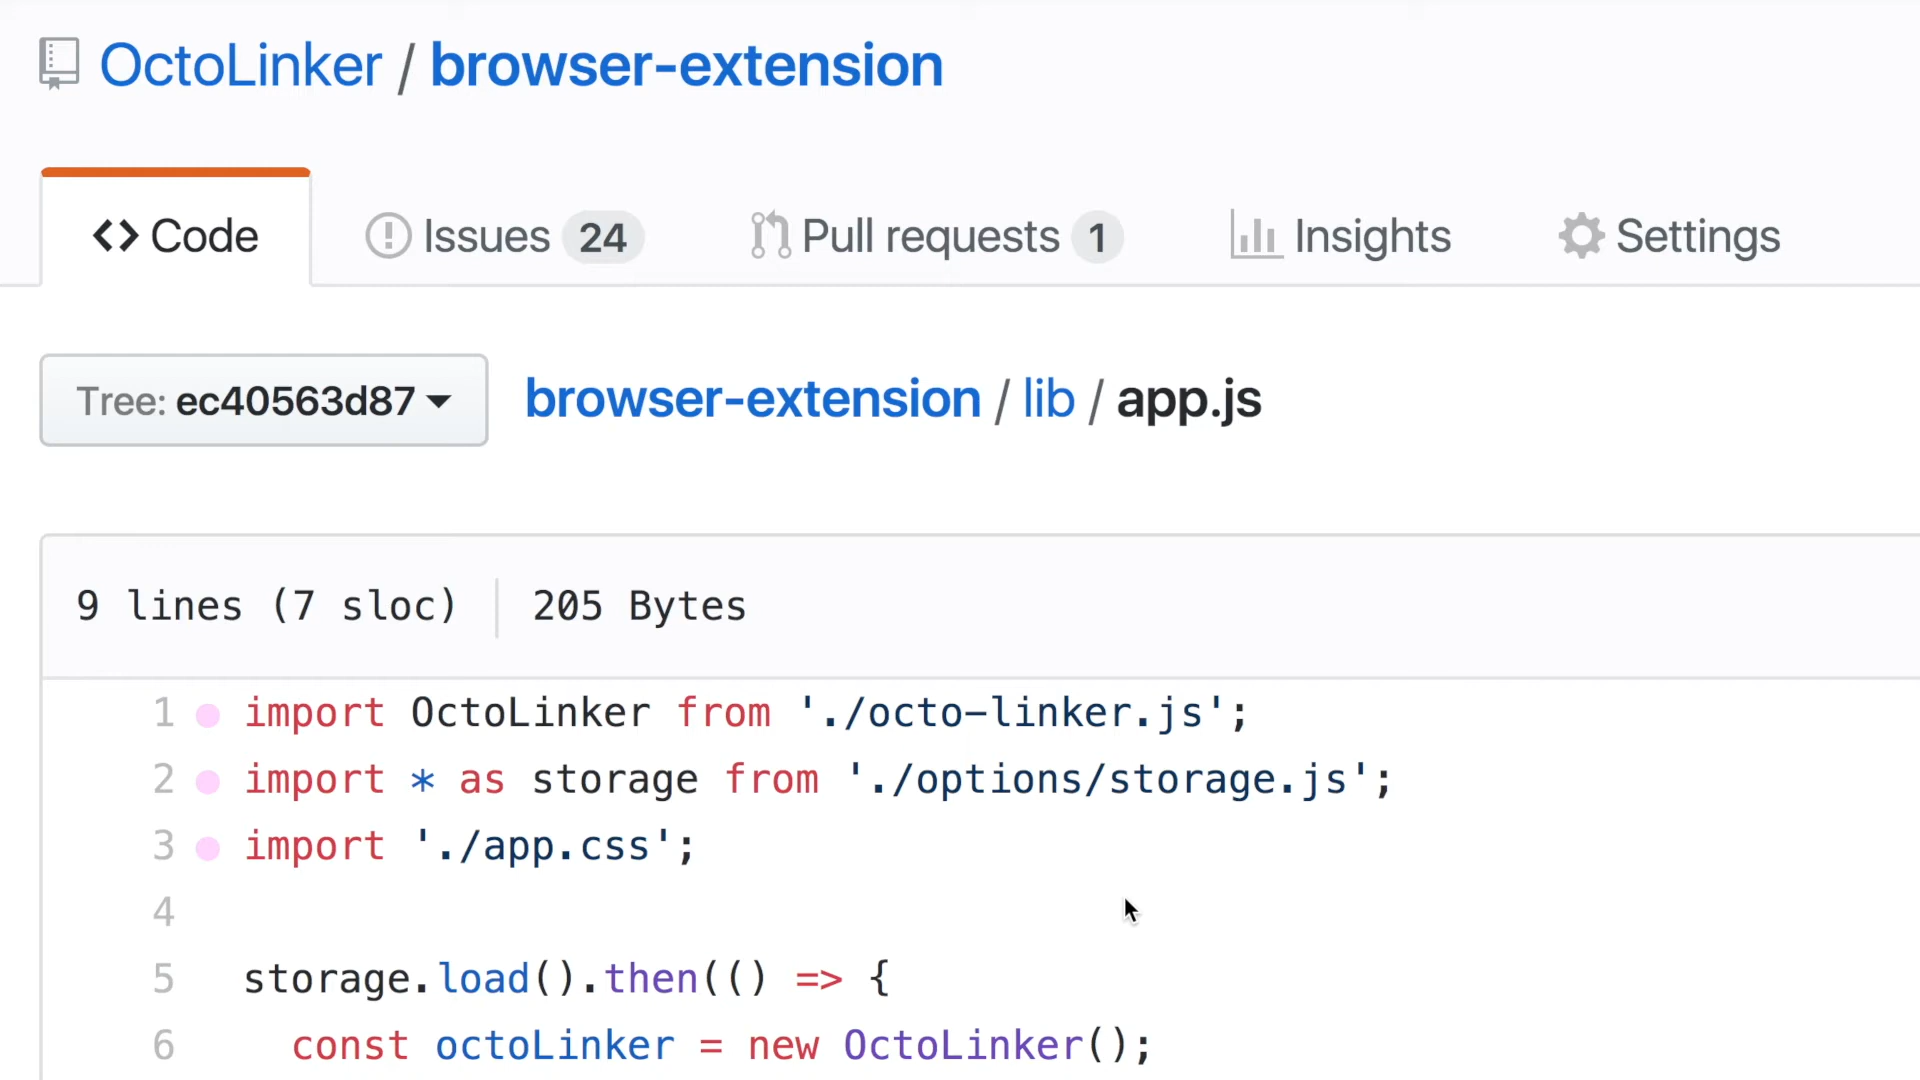 OctoLinker / browser-extension
Code Issues 24 Pull requests 1 Insights Settings
Tree: ec40563d87 browser-extension / lib / app.js
9 lines (7 sloc) 205 Bytes
1 import OctoLinker from './octo-linker.js';
2 import * as storage from './options/storage.js';
3 import './app.css';
4
5 storage.load().then(() => {
6 const octoLinker = new OctoLinker();